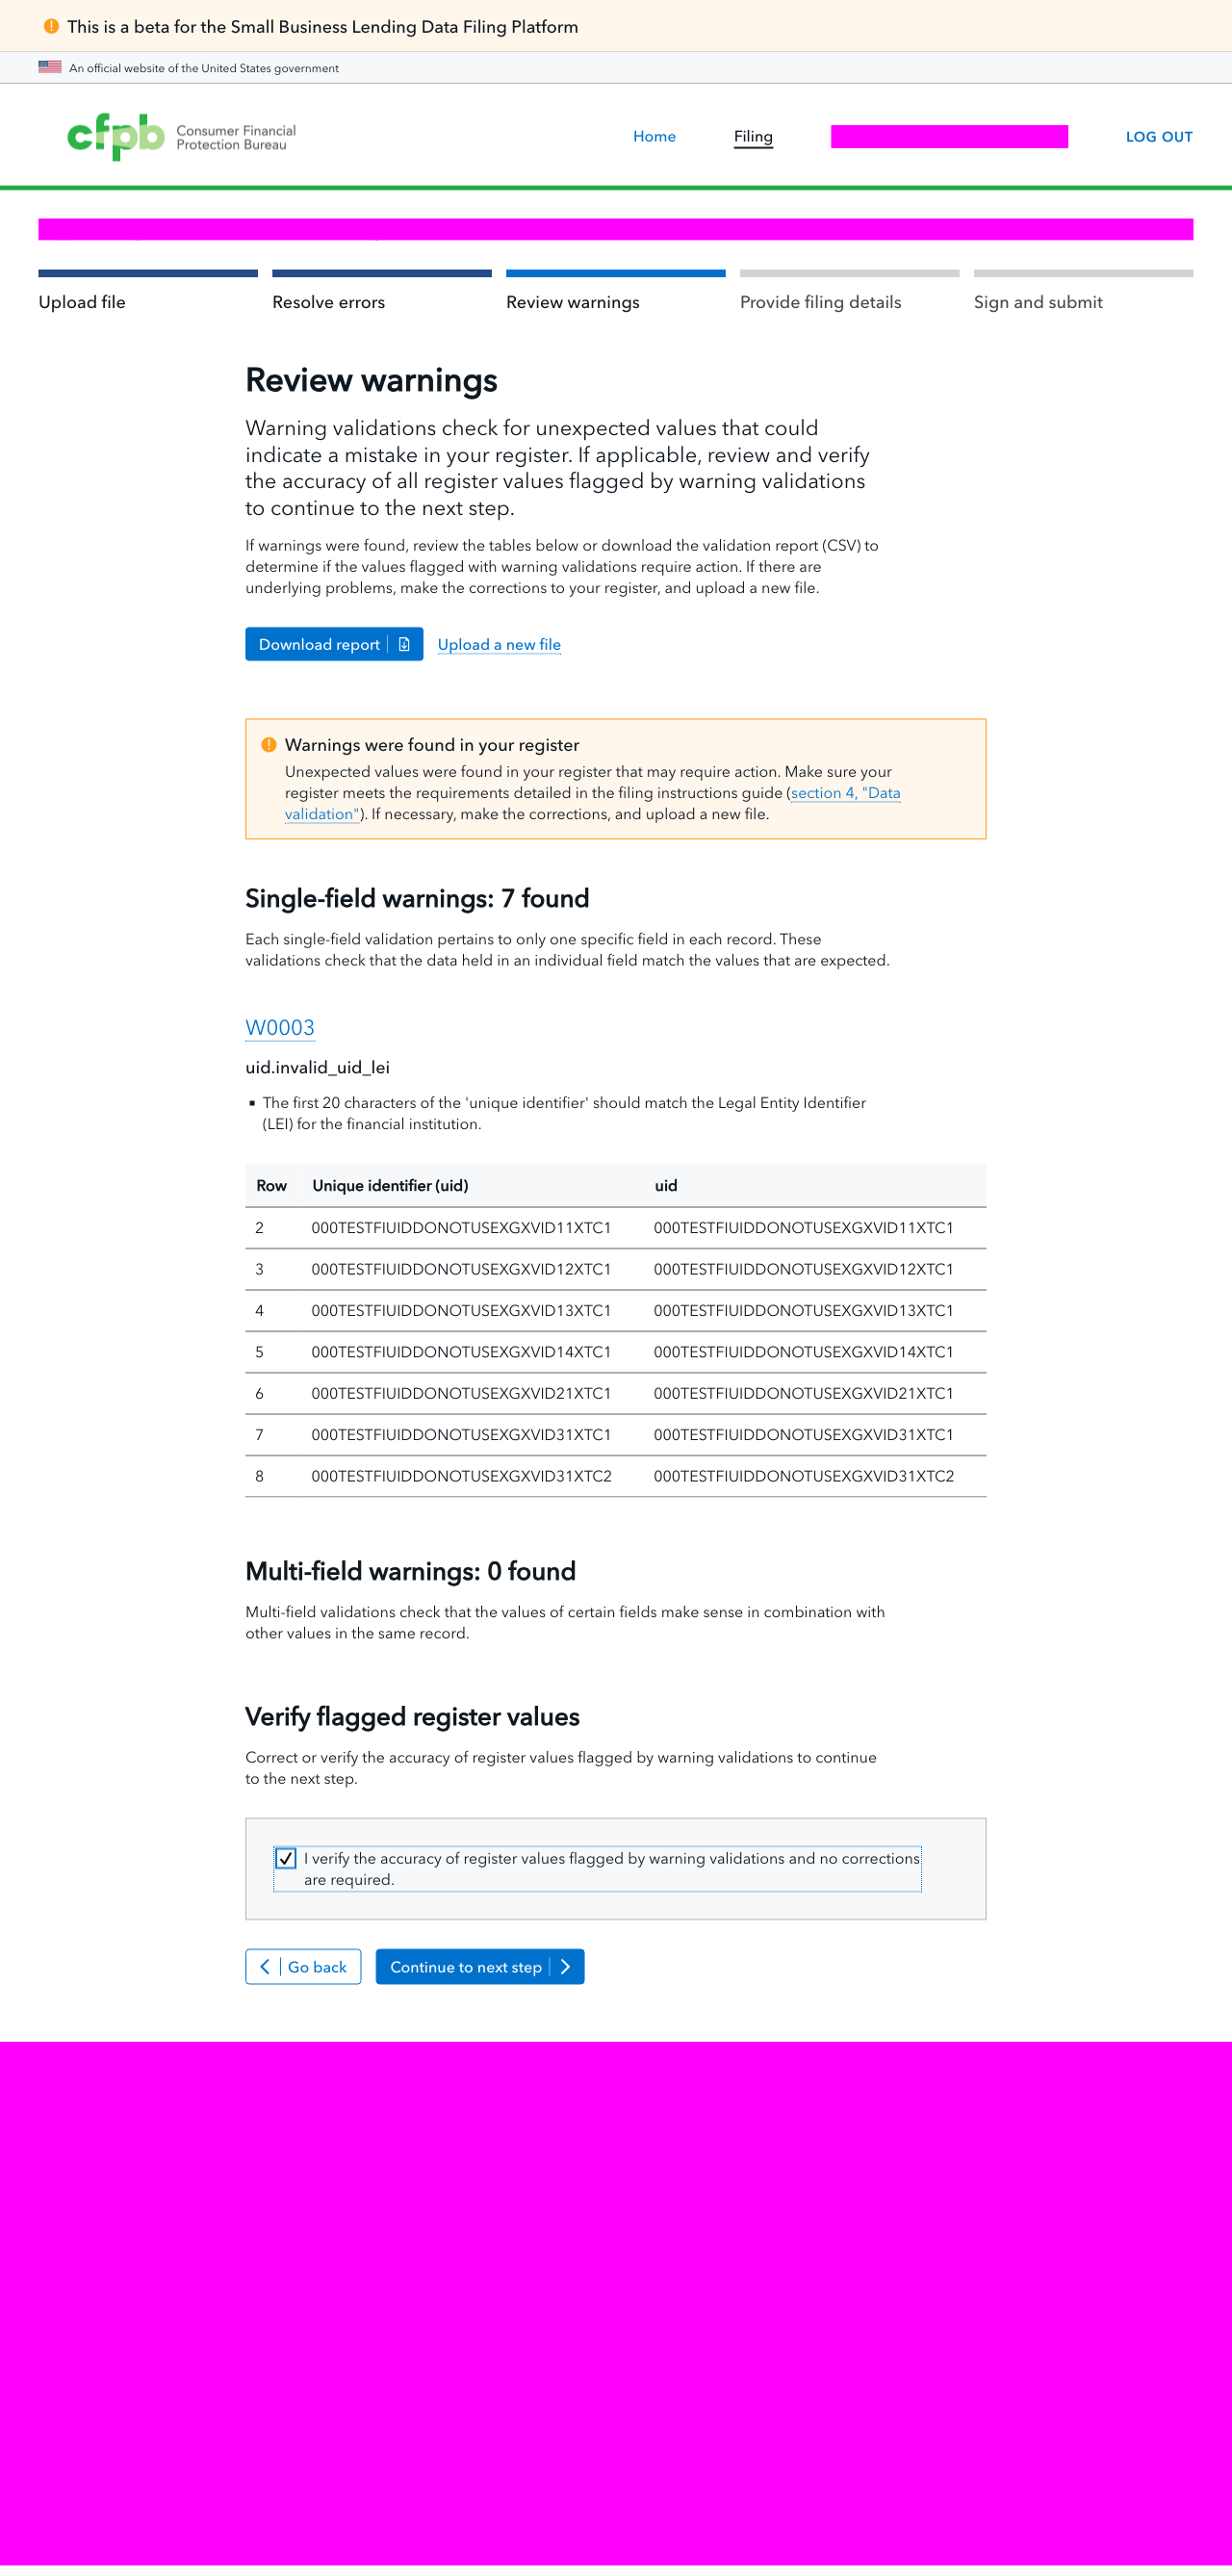 This is a beta for the Small Business Lending Data Filing Platform
An official website of the United States government
cfpb Consumer Financial
Protection Bureau
Home Filing LOG OUT
Upload file Resolve errors Review warnings Provide filing details Sign and submit
Review warnings
Warning validations check for unexpected values that could
indicate a mistake in your register. If applicable, review and verify
the accuracy of all register values flagged by warning validations
to continue to the next step.
If warnings were found, review the tables below or download the validation report (CSV) to
determine if the values flagged with warning validations require action. If there are
underlying problems, make the corrections to your register, and upload a new file.
Download report Upload a new file
Warnings were found in your register
Unexpected values were found in your register that may require action. Make sure your
register meets the requirements detailed in the filing instructions guide (section 4, "Data
validation"). If necessary, make the corrections, and upload a new file.
Single-field warnings: 7 found
Each single-field validation pertains to only one specific field in each record. These
validations check that the data held in an individual field match the values that are expected.
W0003
uid.invalid_uid_lei
▪ The first 20 characters of the 'unique identifier' should match the Legal Entity Identifier
(LEI) for the financial institution.
Row Unique identifier (uid) uid
2 000TESTFIUIDDONOTUSEXGXVID11XTC1 000TESTFIUIDDONOTUSEXGXVID11XTC1
3 000TESTFIUIDDONOTUSEXGXVID12XTC1 000TESTFIUIDDONOTUSEXGXVID12XTC1
4 000TESTFIUIDDONOTUSEXGXVID13XTC1 000TESTFIUIDDONOTUSEXGXVID13XTC1
5 000TESTFIUIDDONOTUSEXGXVID14XTC1 000TESTFIUIDDONOTUSEXGXVID14XTC1
6 000TESTFIUIDDONOTUSEXGXVID21XTC1 000TESTFIUIDDONOTUSEXGXVID21XTC1
7 000TESTFIUIDDONOTUSEXGXVID31XTC1 000TESTFIUIDDONOTUSEXGXVID31XTC1
8 000TESTFIUIDDONOTUSEXGXVID31XTC2 000TESTFIUIDDONOTUSEXGXVID31XTC2
Multi-field warnings: 0 found
Multi-field validations check that the values of certain fields make sense in combination with
other values in the same record.
Verify flagged register values
Correct or verify the accuracy of register values flagged by warning validations to continue
to the next step.
I verify the accuracy of register values flagged by warning validations and no corrections
are required.
Go back Continue to next step